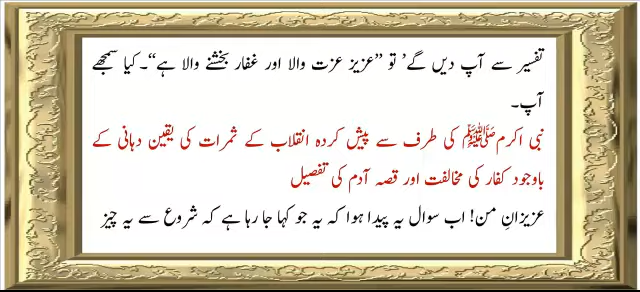 تفسیر سے آپ دیں گے’ تو ’’عزیز عزت والا اور غفار بخشنے والا ہے‘‘۔ کیا سمجھے
آپ۔
نبی اکرمﷺ کی طرف سے پیش کردہ انقلاب کے ثمرات کی یقین دہانی کے
باوجود کفار کی مخالفت اور قصہ آدم کی تفصیل
عزیزانِ من! اب سوال یہ پیدا ہوا کہ یہ جو کہا جا رہا ہے کہ شروع سے یہ چیز